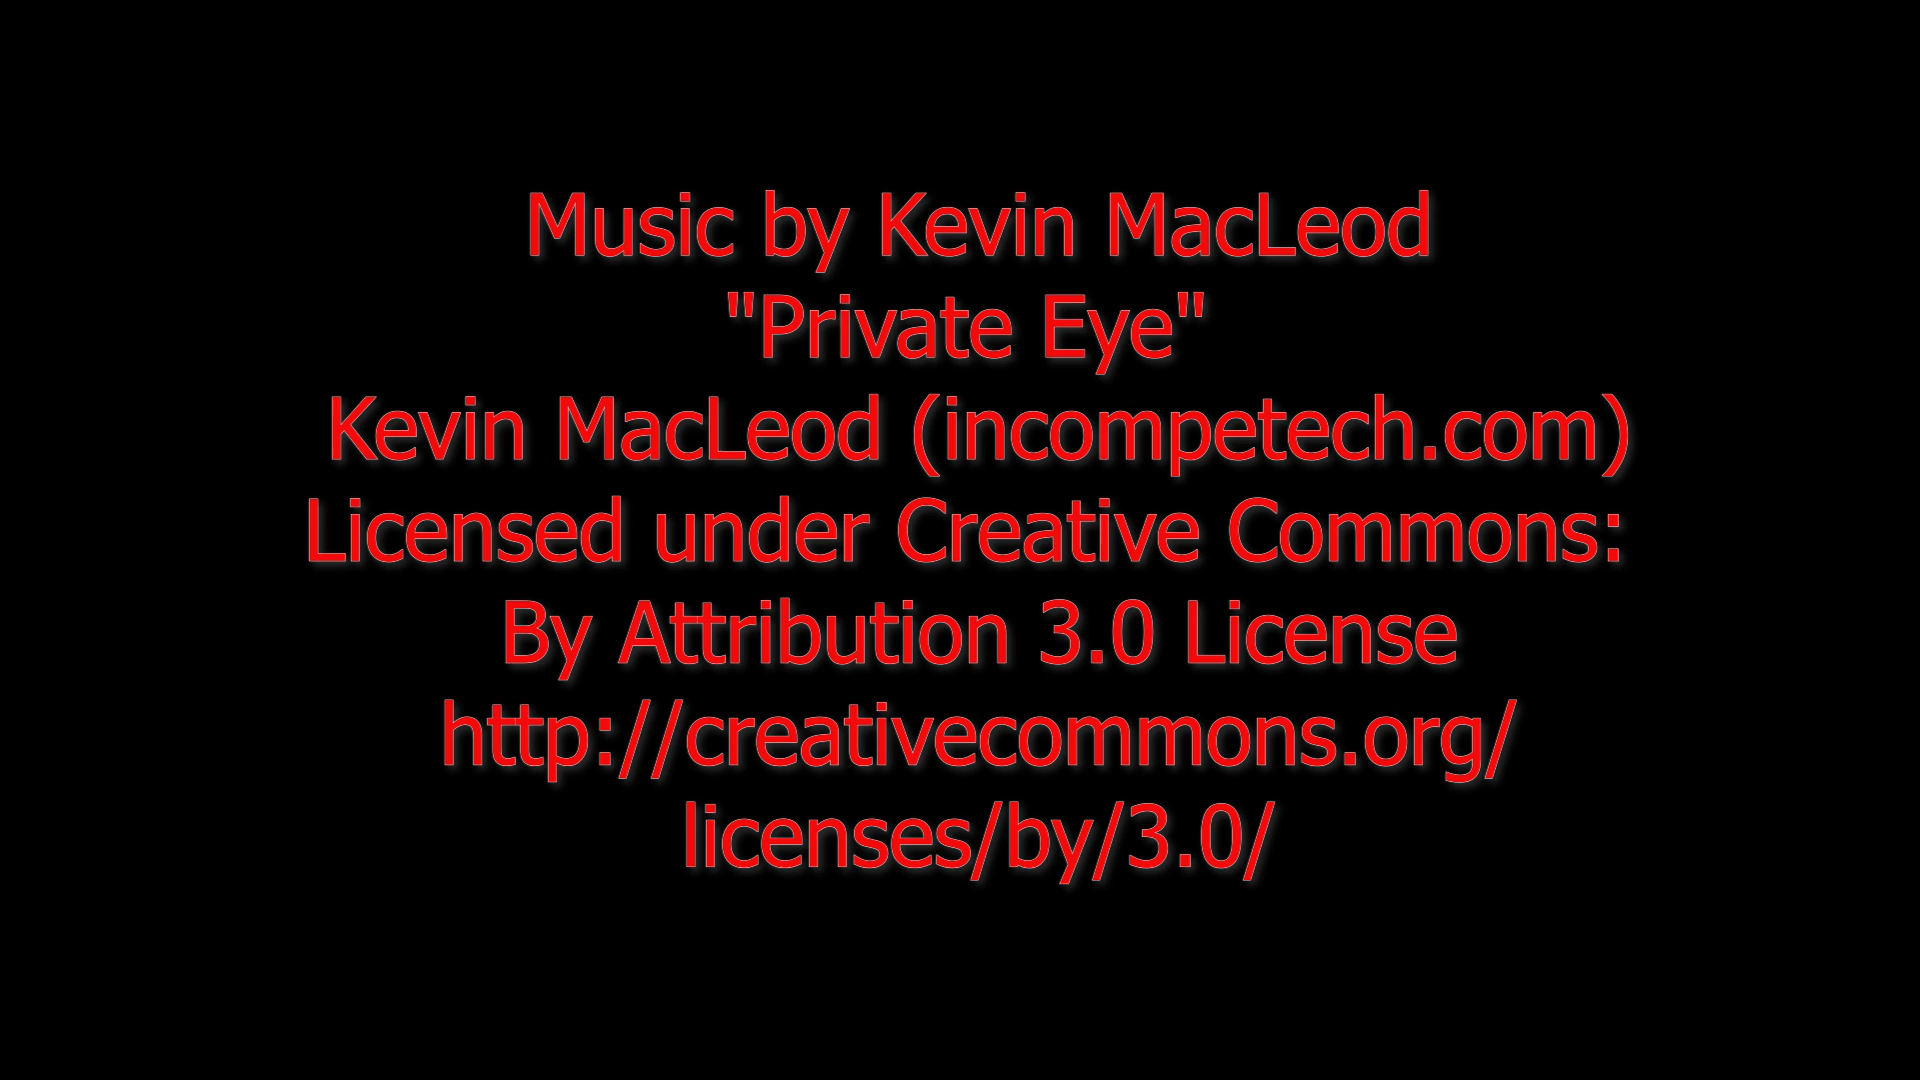 Music by Kevin MacLeod
"Private Eye"
Kevin MacLeod (incompetech.com)
Licensed under Creative Commons:
By Attribution 3.0 License
http://creativecommons.org/
licenses/by/3.0/